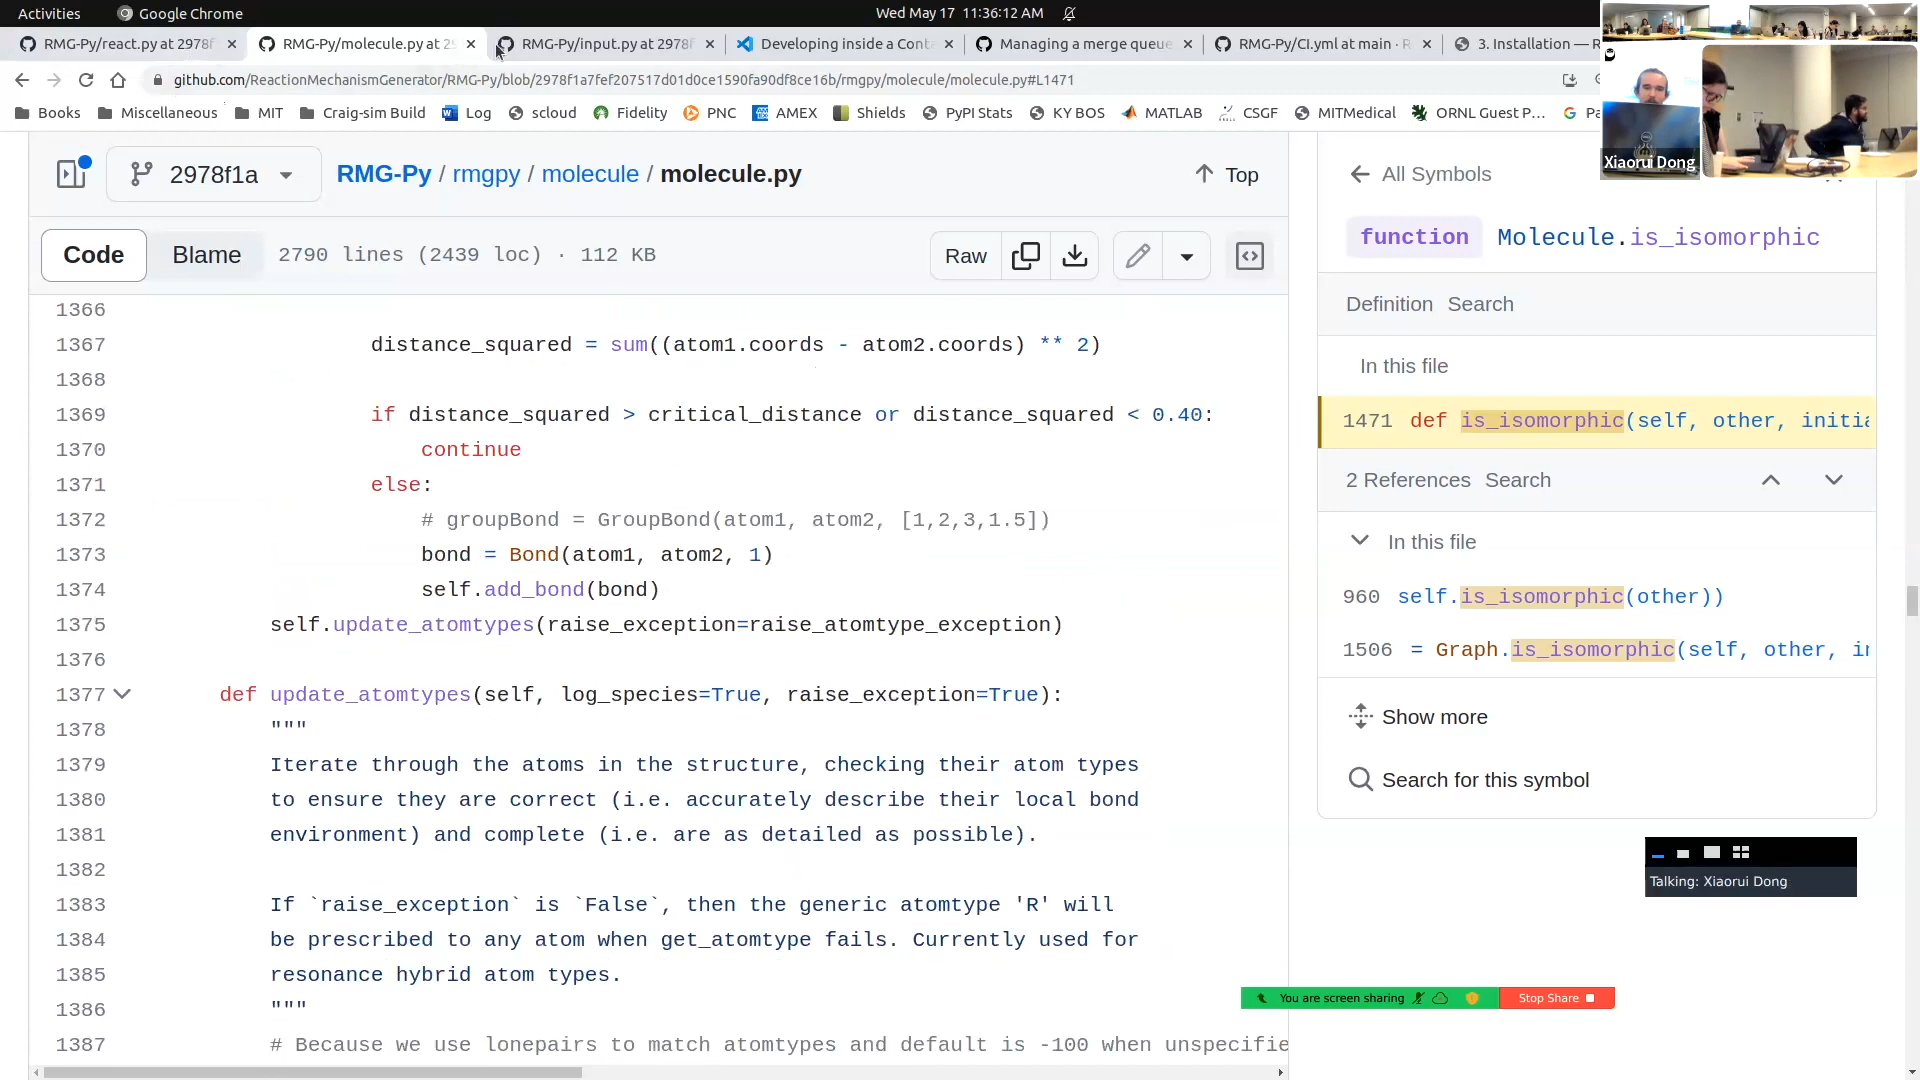 Activities
Google Chrome
Wed May 17 11:36:12 AM
RMG-Py/react.py at 2978f
RMG-Py/molecule.py at 29
RMG-Py/input.py at 2978f
Developing inside a Cont
Managing a merge queue
RMG-Py/CI.yml at main · R
3. Installation — R
github.com/ReactionMechanismGenerator/RMG-Py/blob/2978f1a7fef207517d01d0ce1590fa90df8ce16b/rmgpy/molecule/molecule.py#L1471
Books
Miscellaneous
MIT
Craig-sim Build
Log
scloud
Fidelity
PNC
AMEX
Shields
PyPI Stats
KY BOS
MATLAB
CSGF
MITMedical
ORNL Guest P...
Pa
Xiaorui Dong
2978f1a
RMG-Py / rmgpy / molecule / molecule.py
Top
Code
Blame
2790 lines (2439 loc) · 112 KB
Raw
1366
1367 distance_squared = sum((atom1.coords - atom2.coords) ** 2)
1368
1369 if distance_squared > critical_distance or distance_squared < 0.40:
1370 continue
1371 else:
1372 # groupBond = GroupBond(atom1, atom2, [1,2,3,1.5])
1373 bond = Bond(atom1, atom2, 1)
1374 self.add_bond(bond)
1375 self.update_atomtypes(raise_exception=raise_atomtype_exception)
1376
1377 def update_atomtypes(self, log_species=True, raise_exception=True):
1378 """
1379 Iterate through the atoms in the structure, checking their atom types
1380 to ensure they are correct (i.e. accurately describe their local bond
1381 environment) and complete (i.e. are as detailed as possible).
1382
1383 If `raise_exception` is `False`, then the generic atomtype 'R' will
1384 be prescribed to any atom when get_atomtype fails. Currently used for
1385 resonance hybrid atom types.
1386 """
1387 # Because we use lonepairs to match atomtypes and default is -100 when unspecifie
All Symbols
function Molecule.is_isomorphic
Definition Search
In this file
1471 def is_isomorphic(self, other, initia
2 References Search
In this file
960 self.is_isomorphic(other))
1506 = Graph.is_isomorphic(self, other, in
Show more
Search for this symbol
Talking: Xiaorui Dong
You are screen sharing
Stop Share